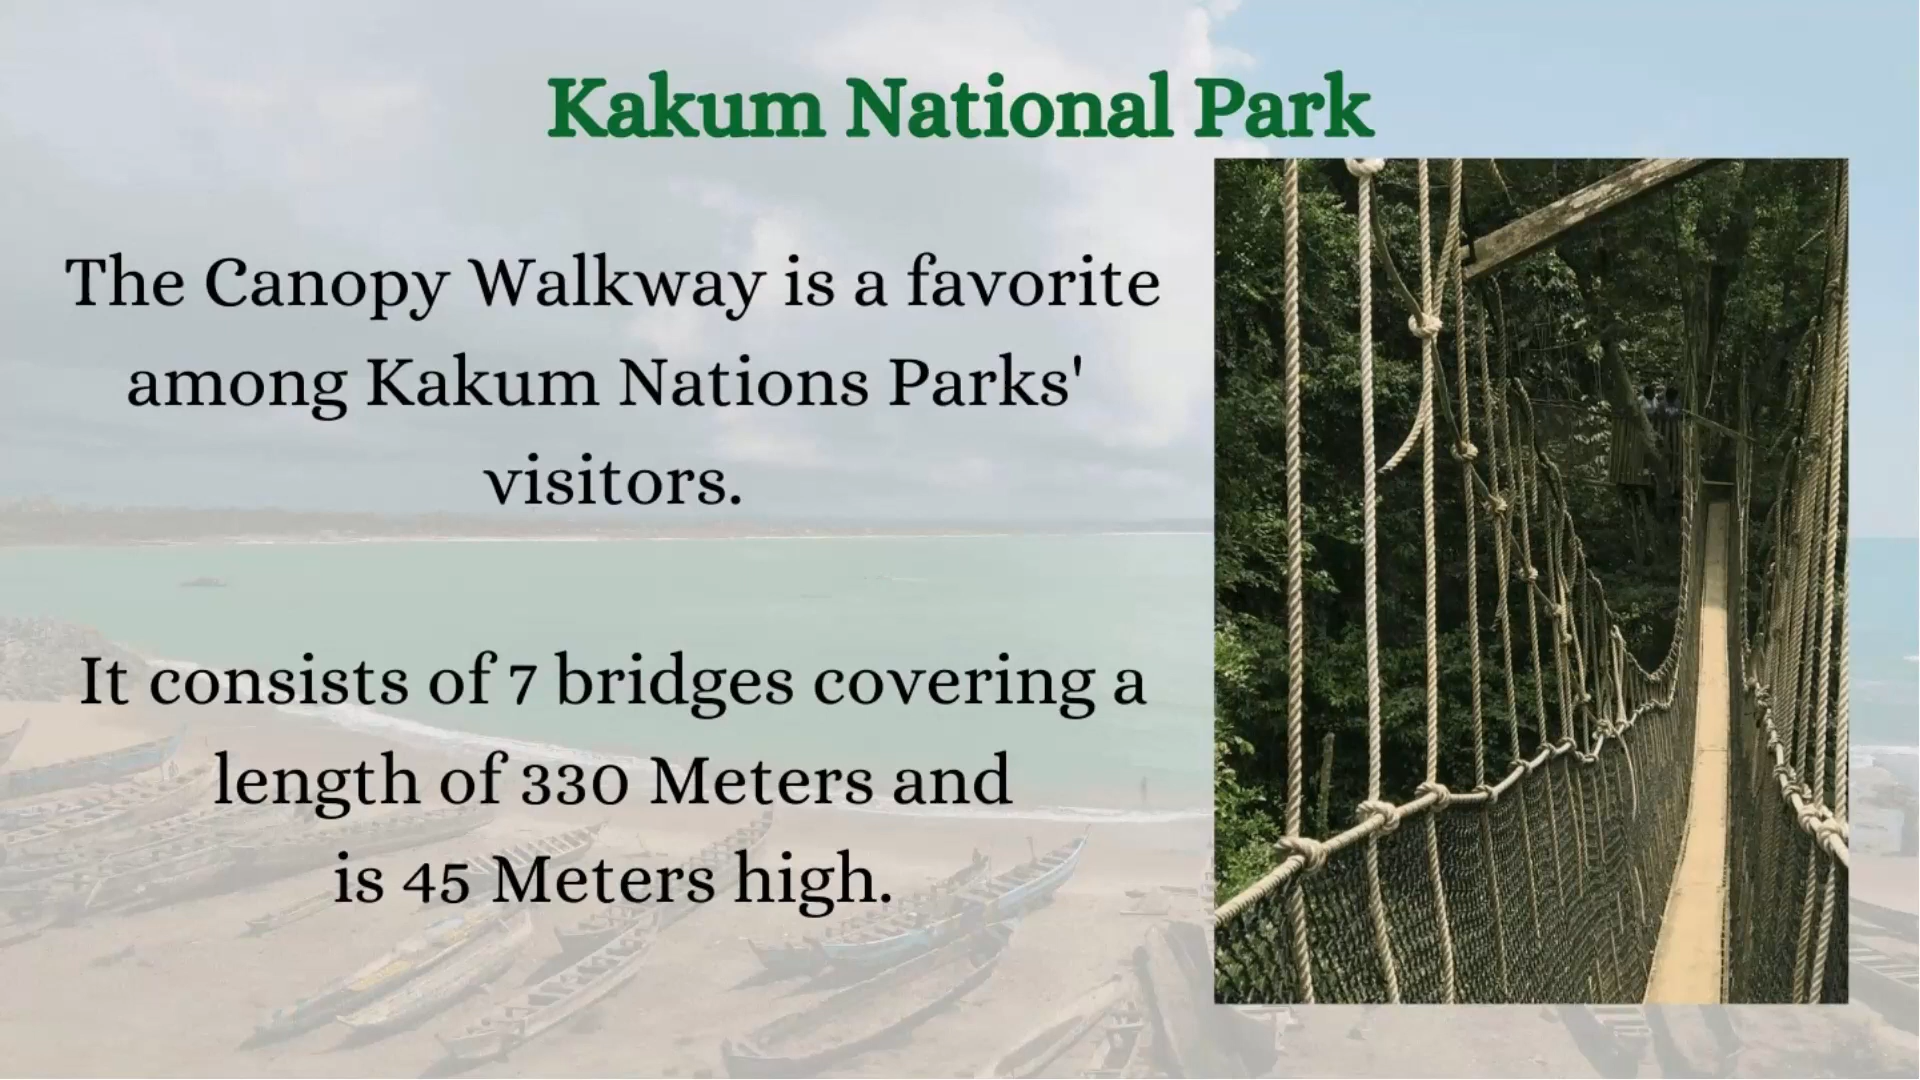 Kakum National Park
The Canopy Walkway is a favorite
among Kakum Nations Parks'
visitors.
It consists of 7 bridges covering a
length of 330 Meters and
is 45 Meters high.